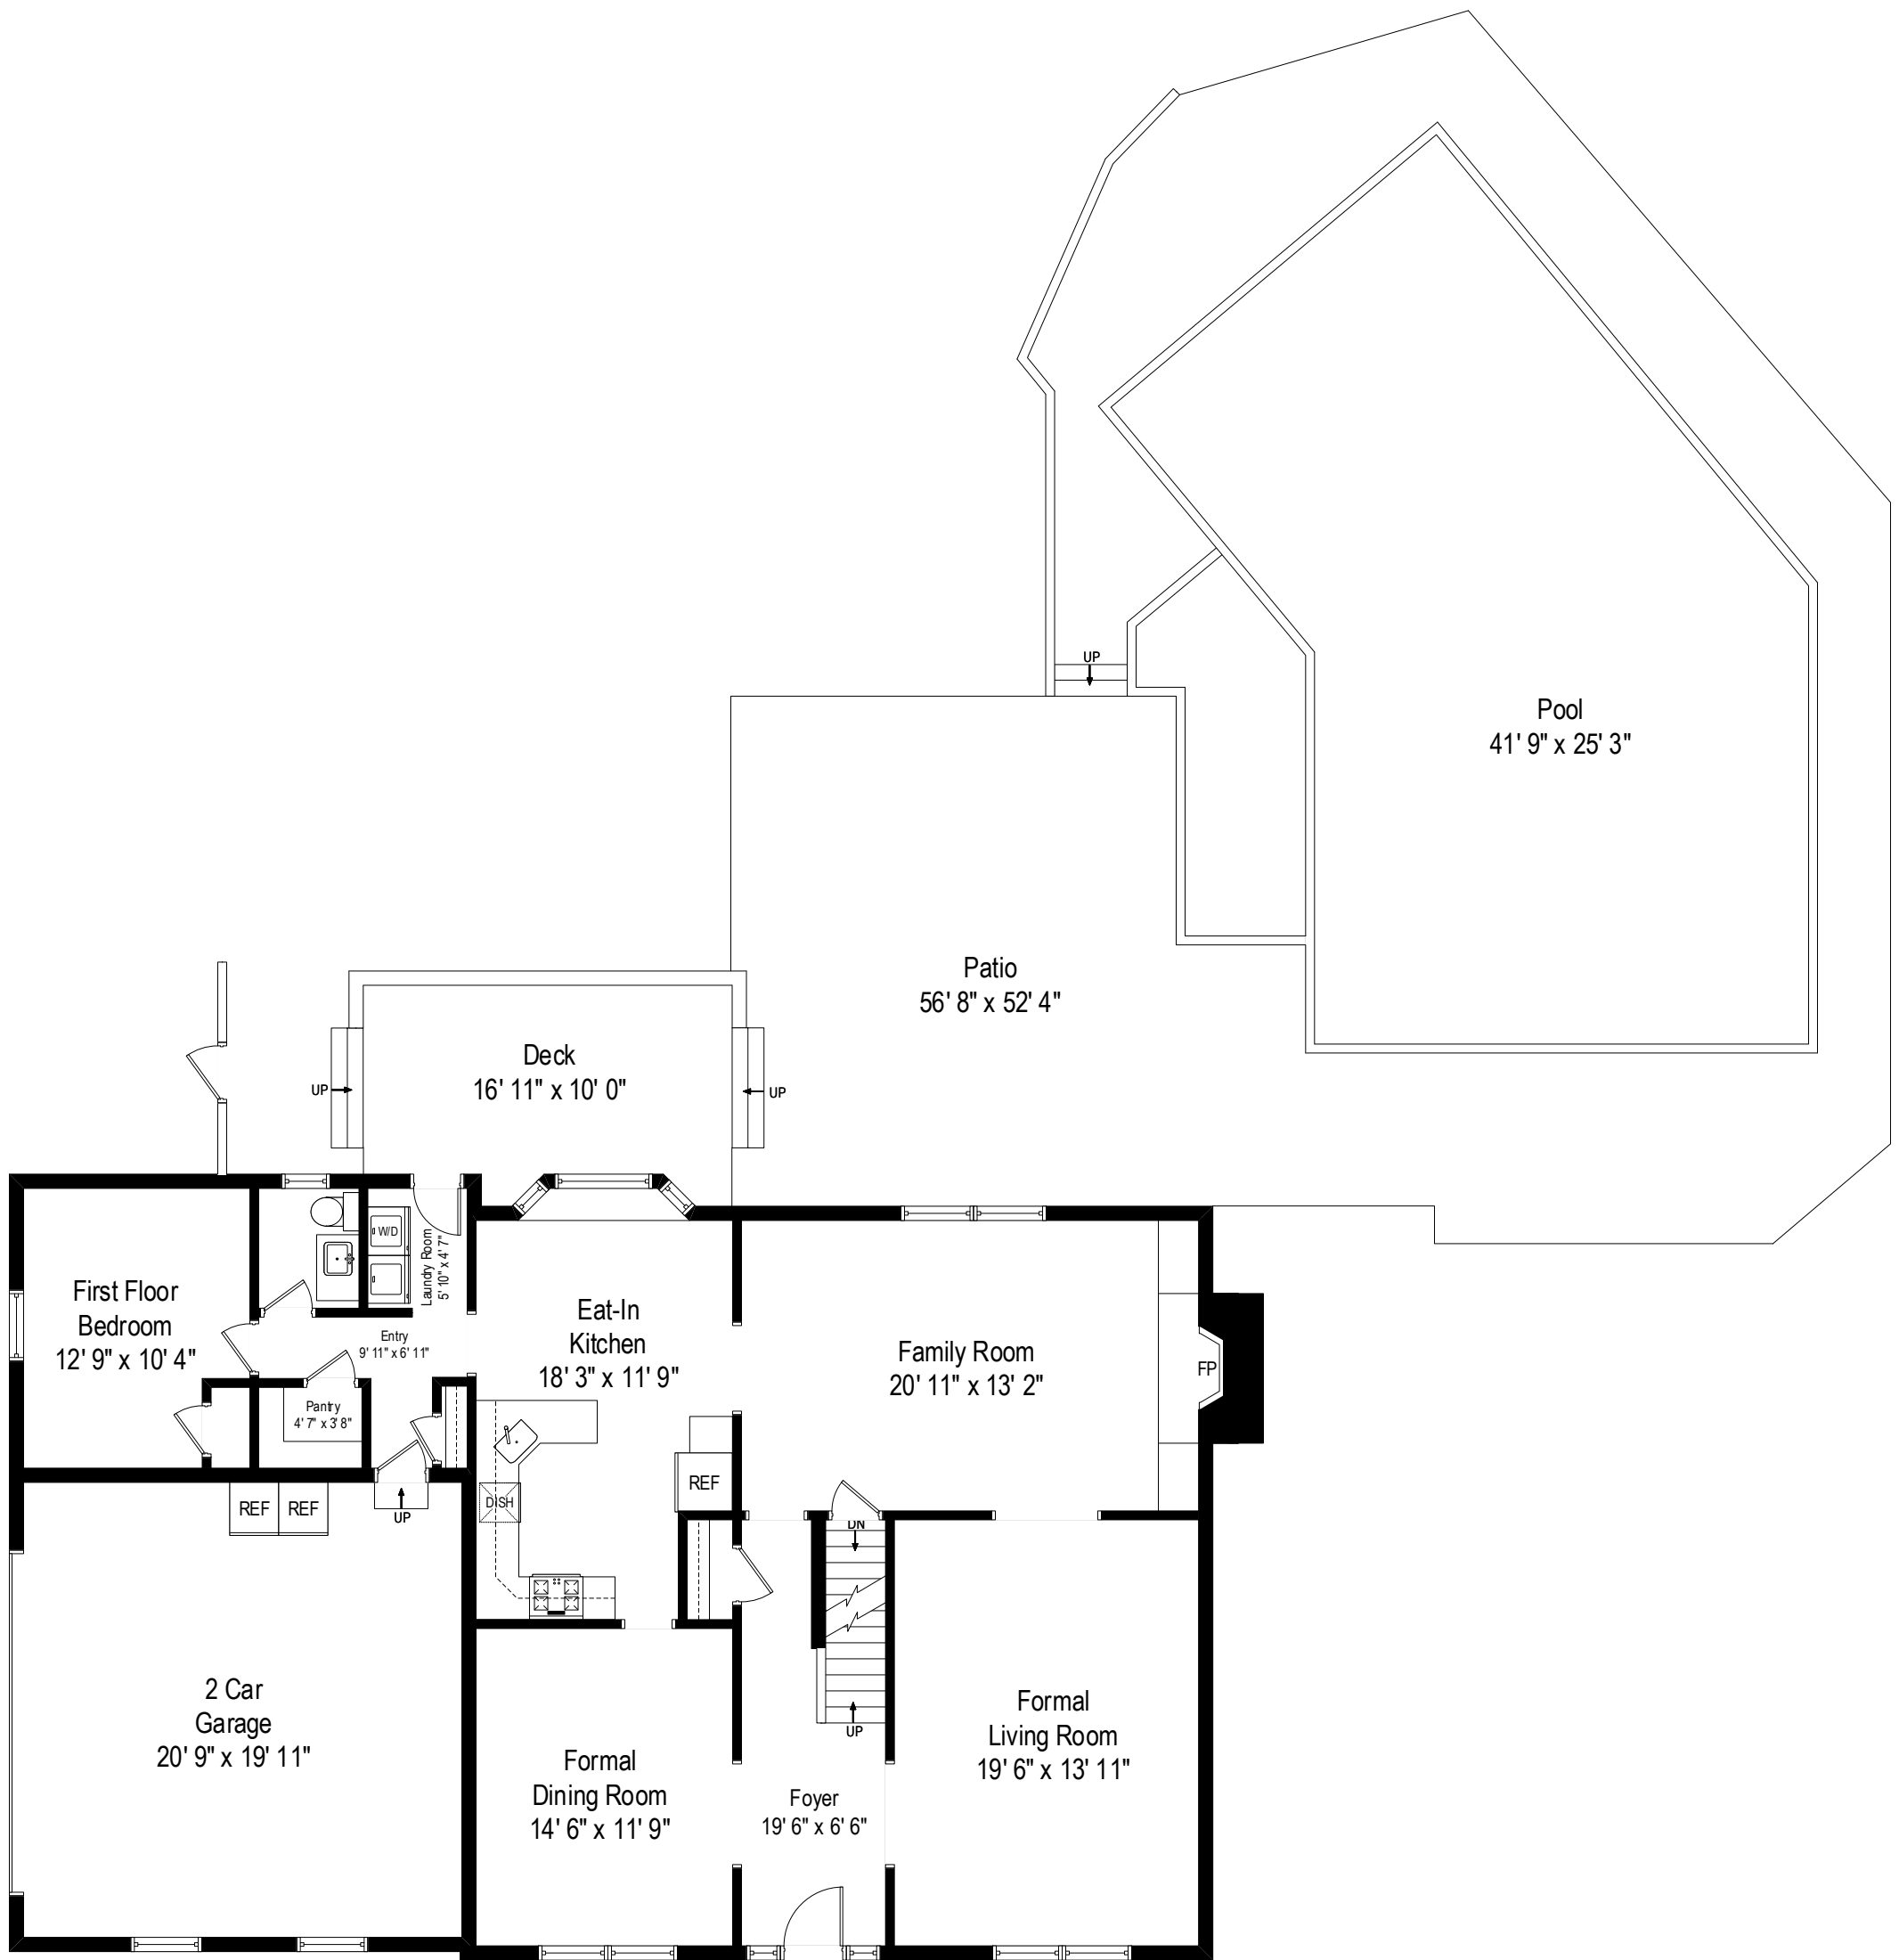 UP
Pool
41' 9" x 25' 3"
Patio
56' 8" x 52' 4"
Deck
16' 11" x 10' 0"
UP
UP
W/D
Laundry Room
5' 10" x 4' 7"
First Floor
Bedroom
12' 9" x 10' 4"
Entry
9' 11" x 6' 11"
Eat-In
Kitchen
18' 3" x 11' 9"
Family Room
20' 11" x 13' 2"
FP
Pantry
4' 7" x 3' 8"
REF
DISH
REF
REF
UP
DN
2 Car
Garage
20' 9" x 19' 11"
UP
Formal
Dining Room
14' 6" x 11' 9"
Foyer
19' 6" x 6' 6"
Formal
Living Room
19' 6" x 13' 11"